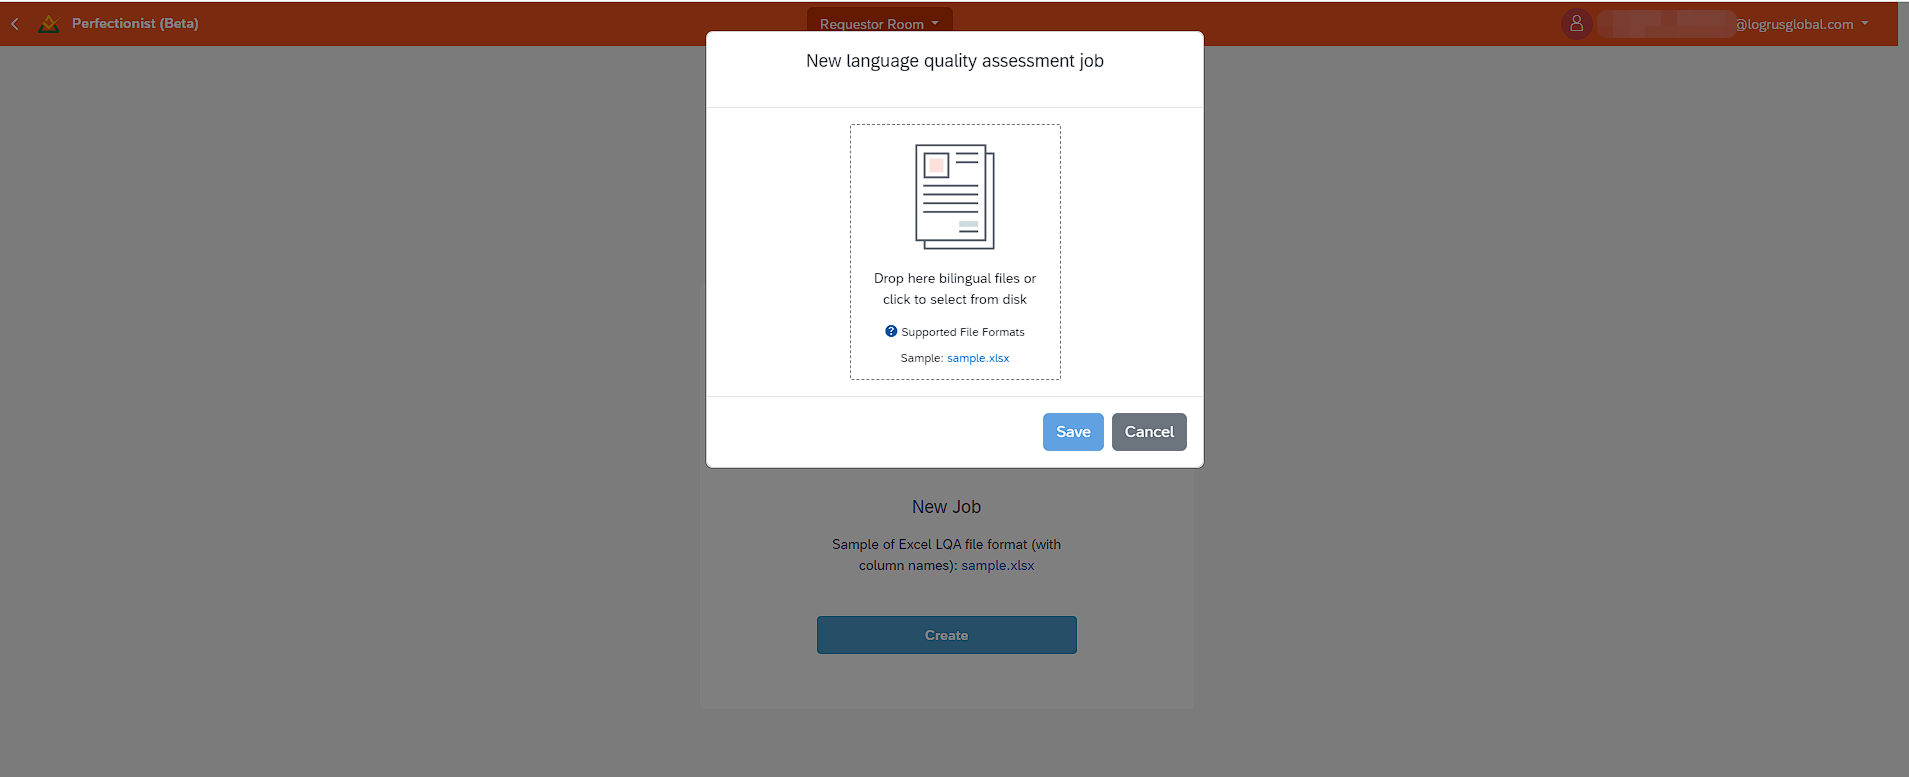 Perfectionist (Beta)
Requestor Room
@logrusglobal.com
New language quality assessment job
Drop here bilingual files or
click to select from disk
? Supported File Formats
Sample: sample.xlsx
Save Cancel
New Job
Sample of Excel LQA file format (with
column names): sample.xlsx
Create